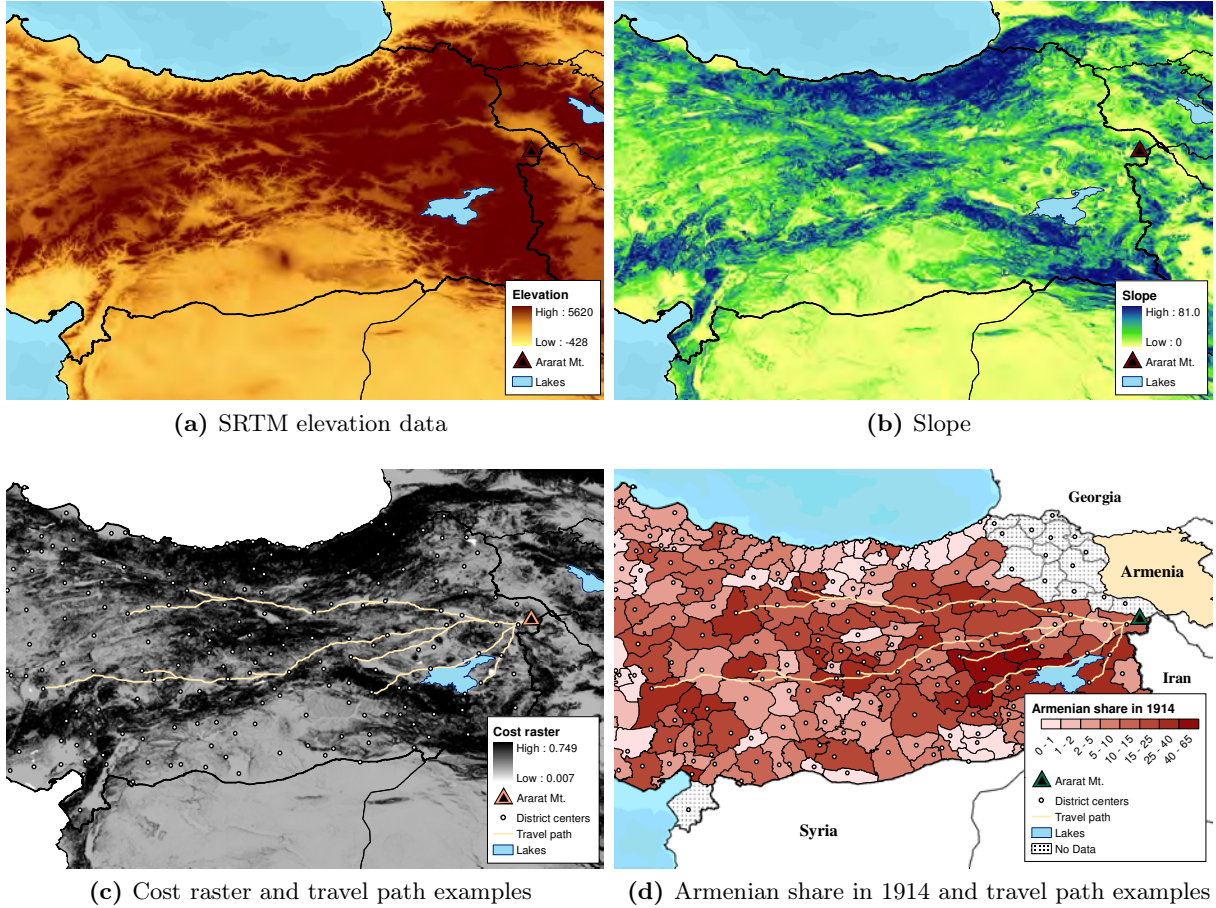 Elevation
High : 5620
Low : -428
Ararat Mt.
Lakes
(a) SRTM elevation data
Slope
High : 81.0
Low : 0
Ararat Mt.
Lakes
(b) Slope
Cost raster
High : 0.749
Low : 0.007
Ararat Mt.
District centers
Travel path
Lakes
(c) Cost raster and travel path examples
Georgia
Armenia
Iran
Syria
Armenian share in 1914
0 - 1
1 - 2
2 - 5
5 - 10
10 - 15
15 - 25
25 - 40
40 - 65
Ararat Mt.
District centers
Travel path
Lakes
No Data
(d) Armenian share in 1914 and travel path examples